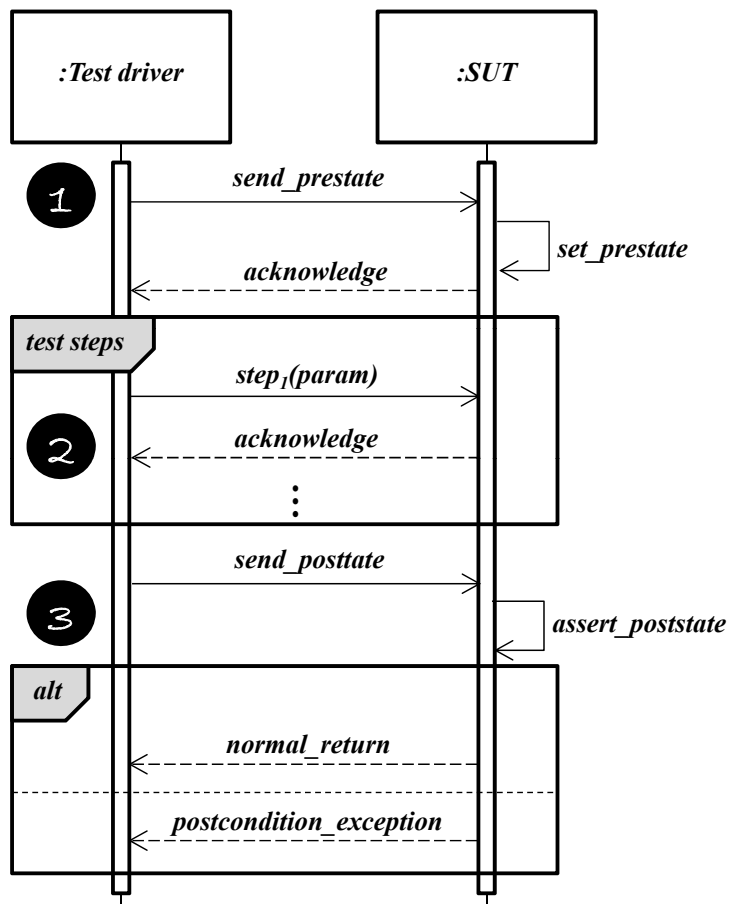 :Test driver
:SUT
1
send_prestate
set_prestate
acknowledge
test steps
step₁(param)
2
acknowledge
⋮
send_posttate
3
assert_poststate
alt
normal_return
postcondition_exception